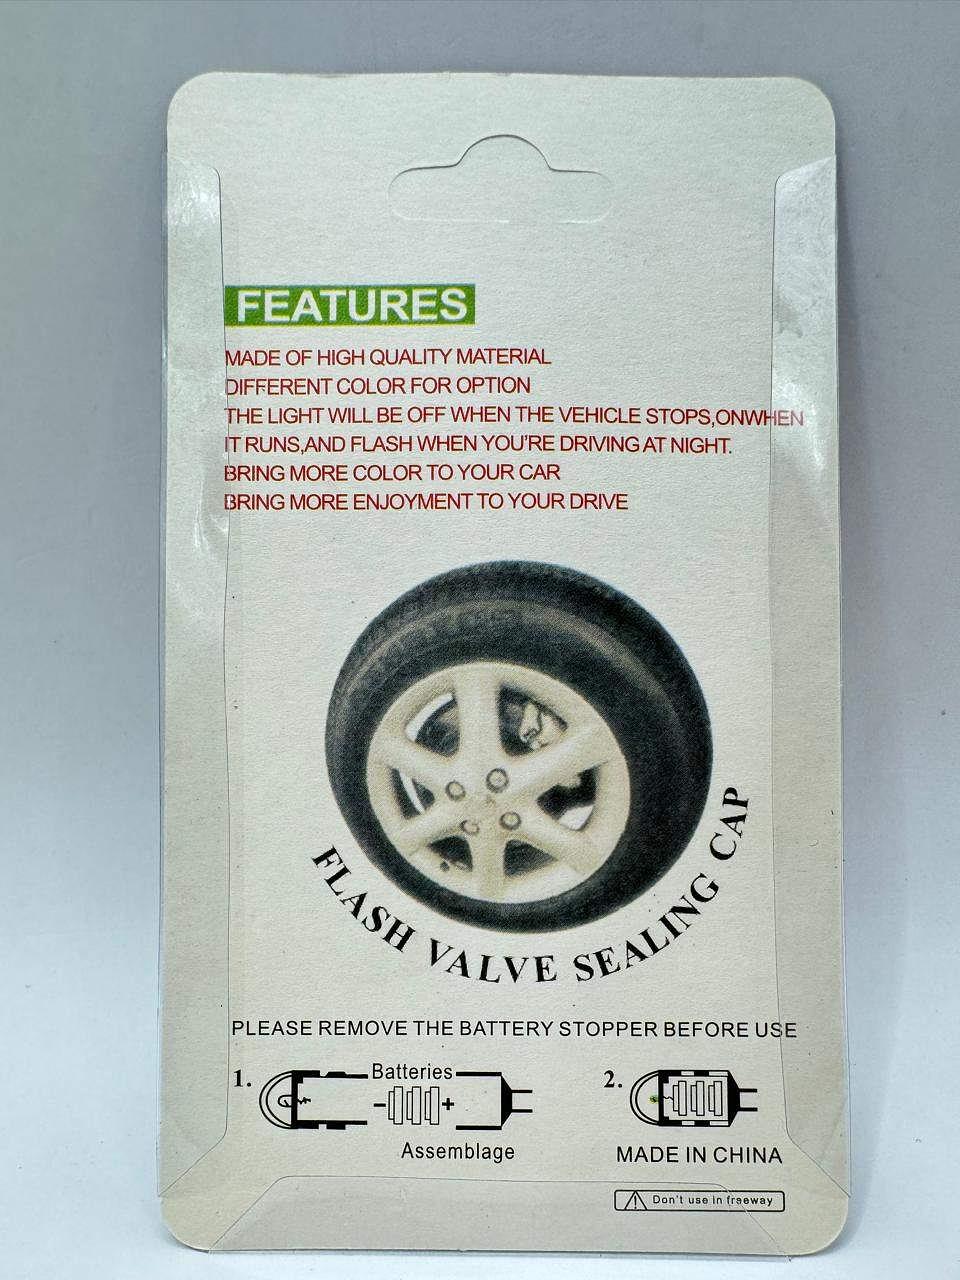 FEATURES
MADE OF HIGH QUALITY MATERIAL
DIFFERENT COLOR FOR OPTION
THE LIGHT WILL BE OFF WHEN THE VEHICLE STOPS,ONWHEN
IT RUNS,AND FLASH WHEN YOU'RE DRIVING AT NIGHT.
BRING MORE COLOR TO YOUR CAR
BRING MORE ENJOYMENT TO YOUR DRIVE
FLASH VALVE SEALING CAP
PLEASE REMOVE THE BATTERY STOPPER BEFORE USE
1. Batteries 2.
- +
Assemblage MADE IN CHINA
Don't use in freeway